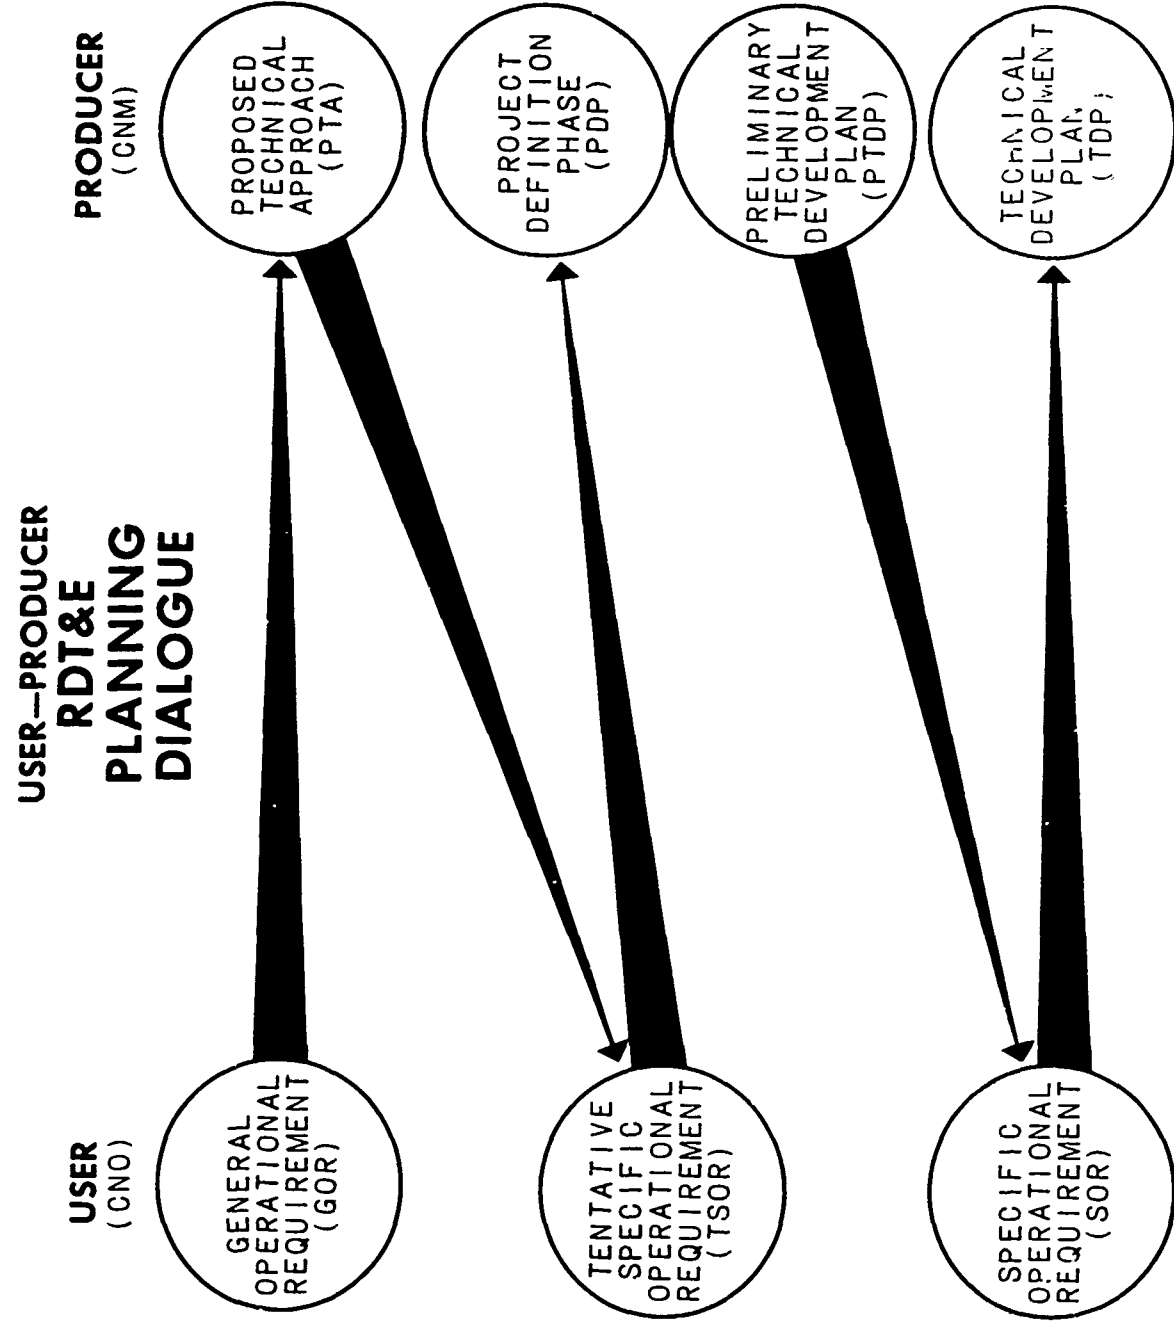 USER—PRODUCER
RDT&E
PLANNING
DIALOGUE
USER
(CNO)
PRODUCER
(CNM)
GENERAL
OPERATIONAL
REQUIREMENT
(GOR)
PROPOSED
TECHNICAL
APPROACH
(PTA)
TENTATIVE
SPECIFIC
OPERATIONAL
REQUIREMENT
(TSOR)
PROJECT
DEFINITION
PHASE
(PDP)
PRELIMINARY
TECHNICAL
DEVELOPMENT
PLAN
(PTDP)
SPECIFIC
OPERATIONAL
REQUIREMENT
(SOR)
TECHNICAL
DEVELOPMENT
PLAN
(TDP)